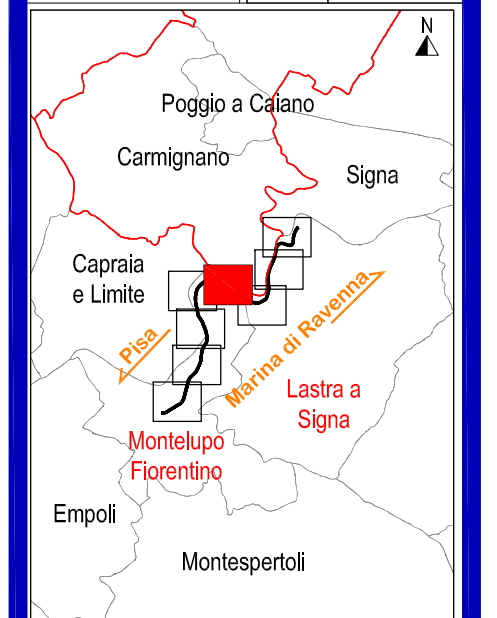 N
Poggio a Caiano
Carmignano
Signa
Capraia
e Limite
Pisa
Marina di Ravenna
Lastra a
Signa
Montelupo
Fiorentino
Empoli
Montespertoli